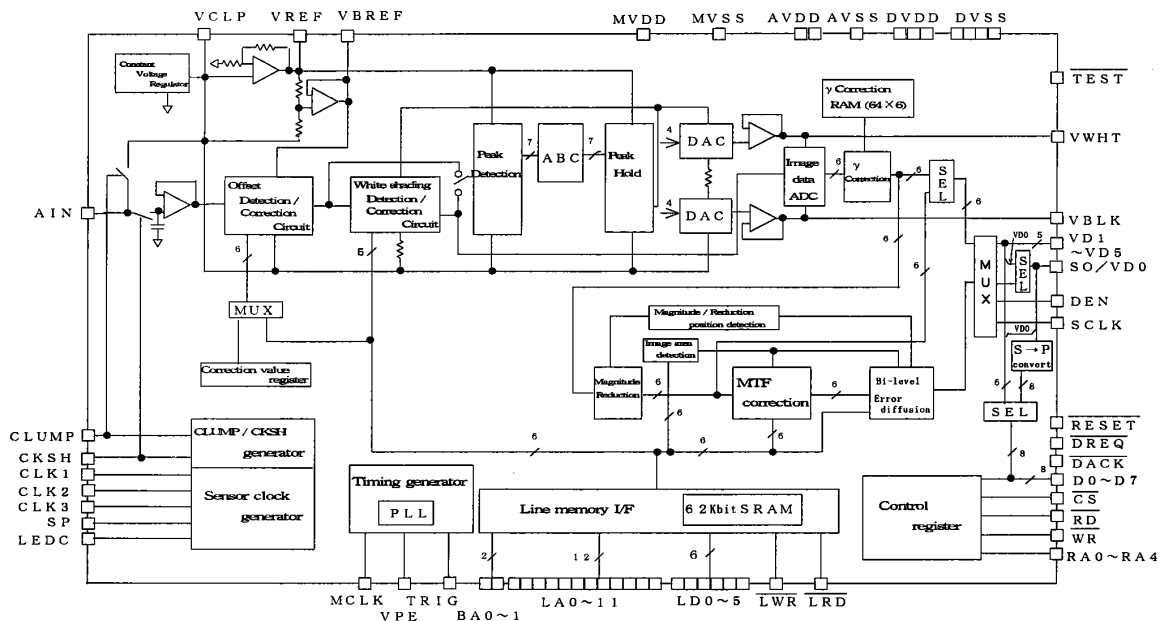 VCLP VREF VBREF MVDD MVSS AVDD AVSS DVDD DVSS
Constant
Voltage
Regulator
TEST
γ Correction
RAM (64×6)
VWHT
4
DAC
7
ABC
7
Peak
Detection
Peak
Hold
Image
data
ADC
6
γ
Correction
6
SEL
6
AIN
Offset
Detection/
Correction
Circuit
White shading
Detection/
Correction
Circuit
4
DAC
VBLK
VD0
5
VD1
~VD5
6
5
6
6
MUX
SEL
SO/VD0
MUX
DEN
Magnitude/Reduction
position detection
VD0
SCLK
Image area
detection
S→P
convert
Correction value
register
Magnitude
Reduction
6
MTF
correction
6
Bi-level
Error
diffusion
6
8
SEL
6
6
RESET
CLUMP
CLUMP/CKSH
generator
6
6
DREQ
CKSH
8
DACK
CLK1
Timing generator
8
D0~D7
CLK2
Sensor clock
generator
Control
register
CS
CLK3
PLL
Line memory I/F
62Kbit SRAM
RD
SP
WR
LEDC
2
12
6
RA0~RA4
MCLK
VPE
TRIG
BA0~1
LA0~11
LD0~5
LWR
LRD